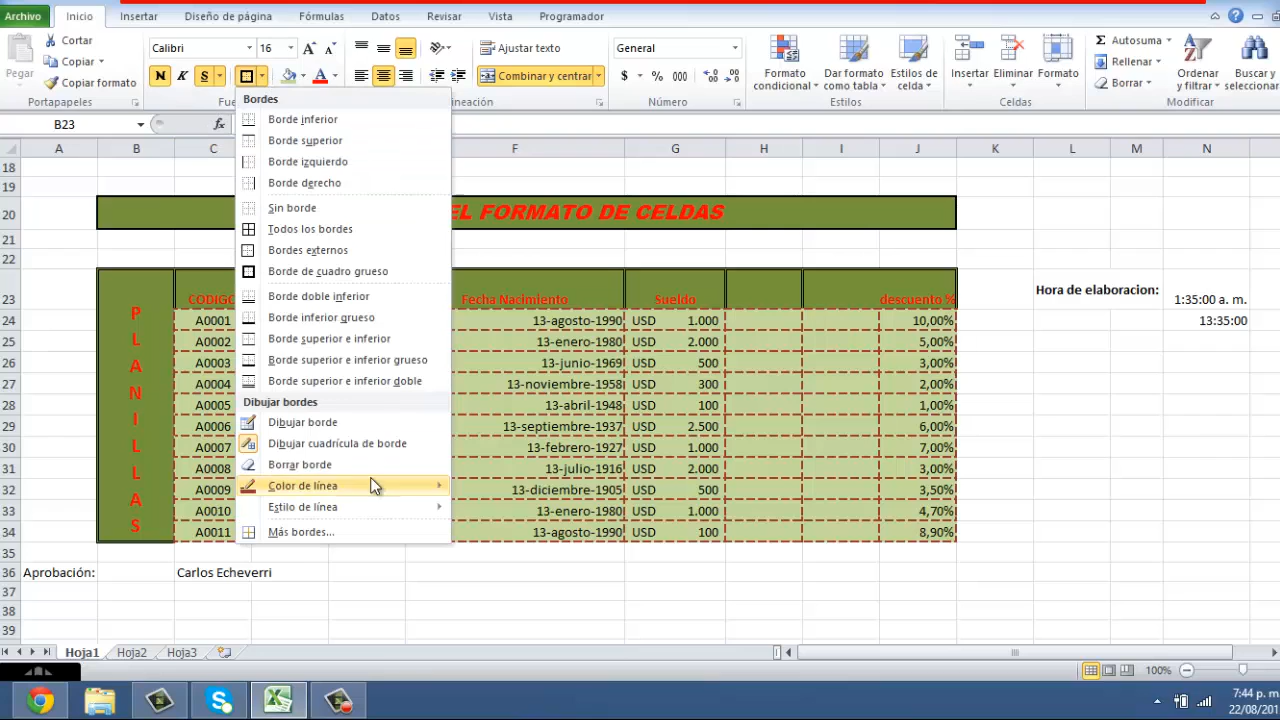 Archivo Inicio Insertar Diseño de página Fórmulas Datos Revisar Vista Programador
Pegar
Cortar
Copiar
Copiar formato
Portapapeles
Calibri 16
N K S
General
Ajustar texto
Combinar y centrar
$ % 000
Número
Formato condicional
Dar formato como tabla
Estilos de celda
Estilos
Insertar Elimina Formato
Celdas
Autosuma
Rellenar
Borrar
Ordenar y filtrar
Buscar y
Modificar
B23 fx
A B C F G H I J K L M N
Bordes
Borde inferior
Borde superior
Borde izquierdo
Borde derecho
Sin borde
Todos los bordes
Bordes externos
Borde de cuadro grueso
Borde doble inferior
Borde inferior grueso
Borde superior e inferior
Borde superior e inferior grueso
Borde superior e inferior doble
Dibujar bordes
Dibujar borde
Dibujar cuadrícula de borde
Borrar borde
Color de línea
Estilo de línea
Más bordes...
18
19
20 EL FORMATO DE CELDAS
21
22
23 CODIGO Fecha Nacimiento Sueldo descuento % Hora de elaboracion: 1:35:00 a. m.
PLANILLAS
24 A0001 13-agosto-1990 USD 1.000 10,00% 13:35:00
25 A0002 13-enero-1980 USD 2.000 5,00%
26 A0003 13-junio-1969 USD 500 3,00%
27 A0004 13-noviembre-1958 USD 300 2,00%
28 A0005 13-abril-1948 USD 100 1,00%
29 A0006 13-septiembre-1937 USD 2.500 6,00%
30 A0007 13-febrero-1927 USD 1.000 7,00%
31 A0008 13-julio-1916 USD 2.000 3,00%
32 A0009 13-diciembre-1905 USD 500 3,50%
33 A0010 13-enero-1980 USD 1.000 4,70%
34 A0011 13-agosto-1990 USD 100 8,90%
35
36 Aprobación: Carlos Echeverri
37
38
39
Hoja1 Hoja2 Hoja3
100%
7:44 p. m.
22/08/201